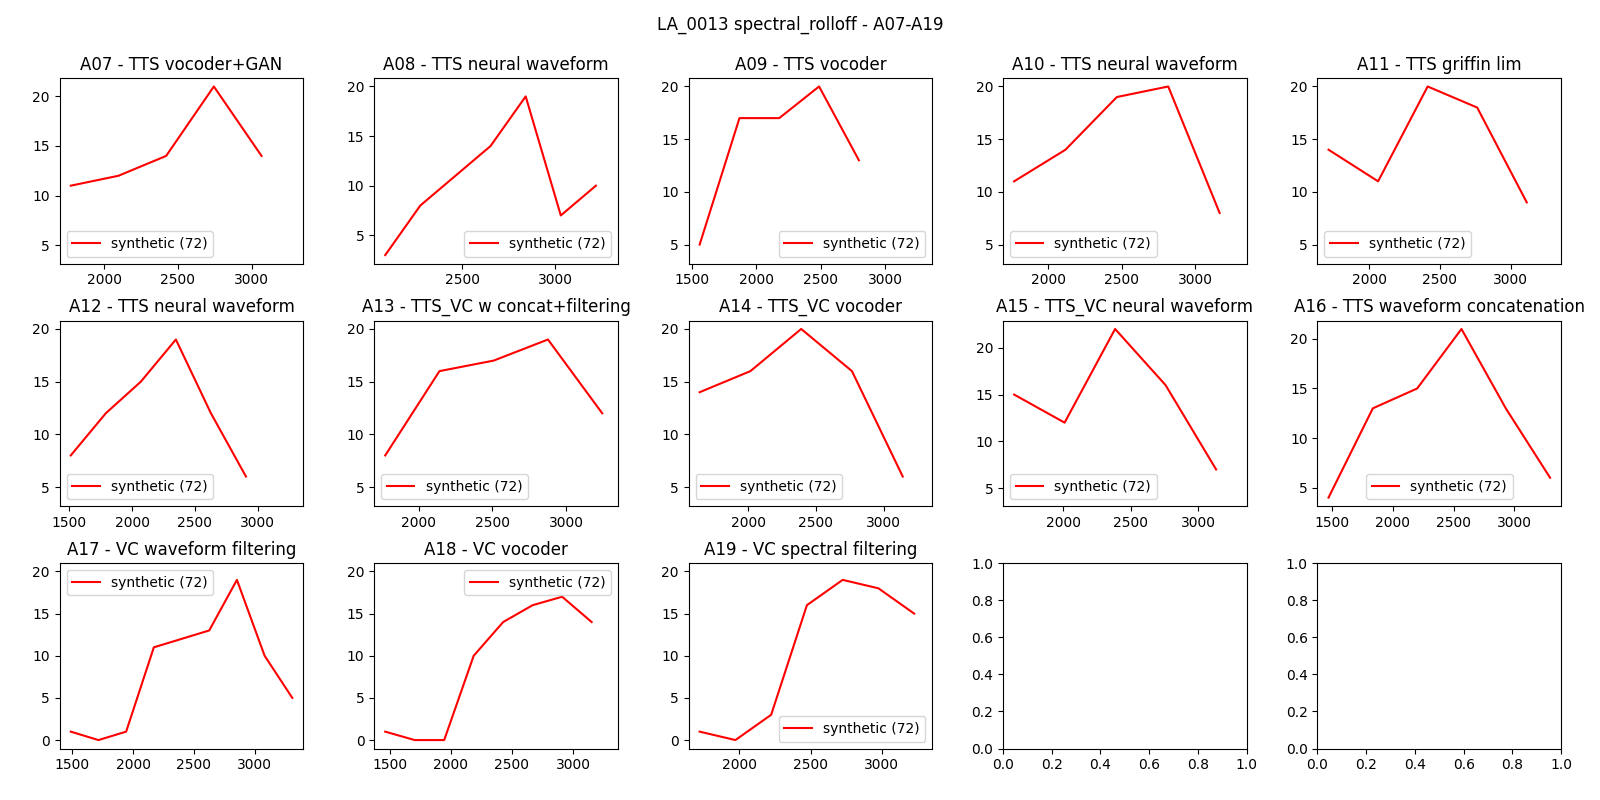 LA_0013 spectral_rolloff - A07-A19
A07 - TTS vocoder+GAN
20
15
10
5
synthetic (72)
2000 2500 3000
A08 - TTS neural waveform
20
15
10
5
synthetic (72)
2500 3000
A09 - TTS vocoder
20
15
10
5
synthetic (72)
1500 2000 2500 3000
A10 - TTS neural waveform
20
15
10
5
synthetic (72)
2000 2500 3000
A11 - TTS griffin lim
20
15
10
5
synthetic (72)
2000 2500 3000
A12 - TTS neural waveform
20
15
10
5
synthetic (72)
1500 2000 2500 3000
A13 - TTS_VC w concat+filtering
20
15
10
5
synthetic (72)
2000 2500 3000
A14 - TTS_VC vocoder
20
15
10
5
synthetic (72)
2000 2500 3000
A15 - TTS_VC neural waveform
20
15
10
5
synthetic (72)
2000 2500 3000
A16 - TTS waveform concatenation
20
15
10
5
synthetic (72)
1500 2000 2500 3000
A17 - VC waveform filtering
synthetic (72)
20
15
10
5
0
1500 2000 2500 3000
A18 - VC vocoder
synthetic (72)
20
15
10
5
0
1500 2000 2500 3000
A19 - VC spectral filtering
20
15
10
5
0
synthetic (72)
2000 2500 3000
1.0
0.8
0.6
0.4
0.2
0.0
0.0 0.2 0.4 0.6 0.8 1.0
1.0
0.8
0.6
0.4
0.2
0.0
0.0 0.2 0.4 0.6 0.8 1.0